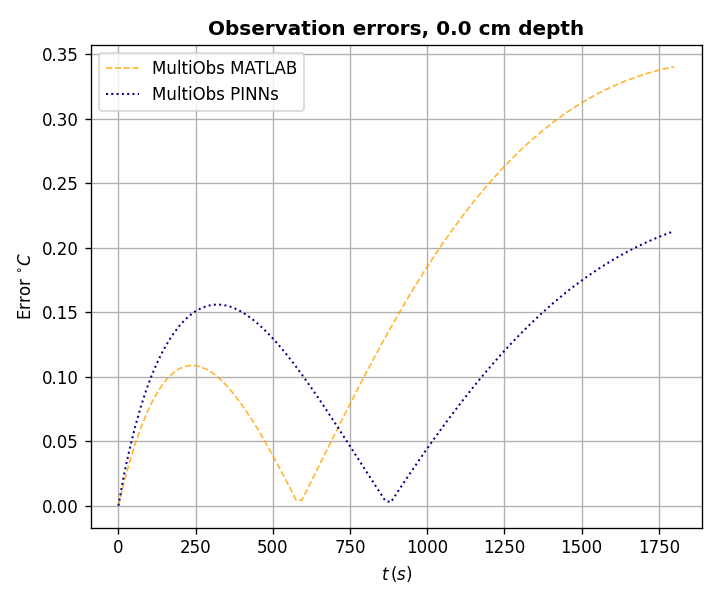 Observation errors, 0.0 cm depth
MultiObs MATLAB
MultiObs PINNs
Error °C
0.35
0.30
0.25
0.20
0.15
0.10
0.05
0.00
0 250 500 750 1000 1250 1500 1750
t (s)